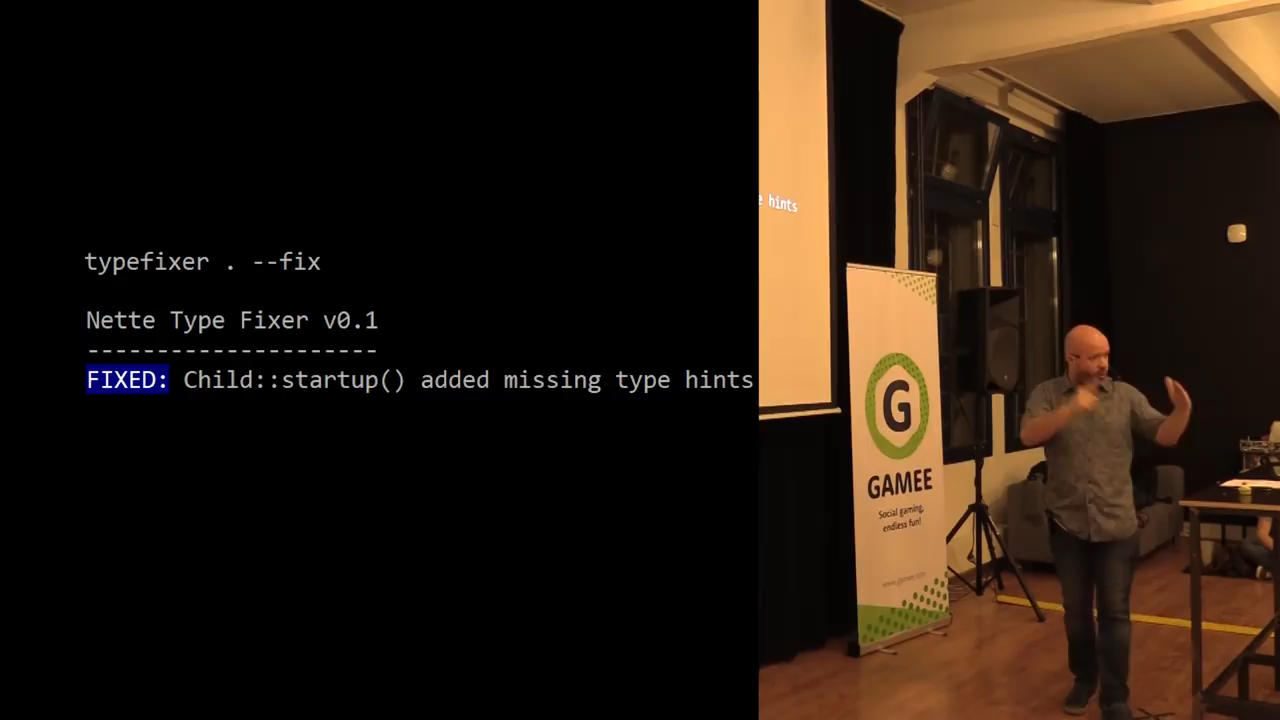 typefixer . --fix
Nette Type Fixer v0.1
---------------------
FIXED: Child::startup() added missing type hints
hints
G
GAMEE
Social gaming,
endless fun!